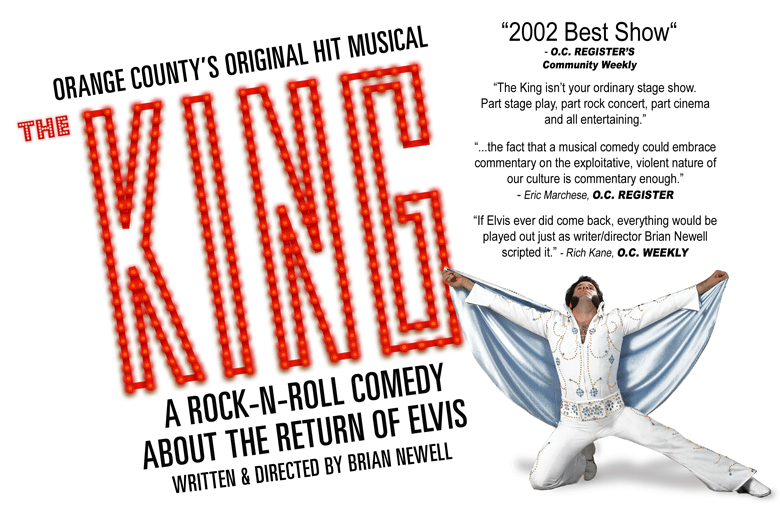 ORANGE COUNTY'S ORIGINAL HIT MUSICAL
THE
KING
A ROCK-N-ROLL COMEDY
ABOUT THE RETURN OF ELVIS
WRITTEN & DIRECTED BY BRIAN NEWELL
“2002 Best Show“
- O.C. REGISTER'S
Community Weekly
“The King isn't your ordinary stage show.
Part stage play, part rock concert, part cinema
and all entertaining.”
“...the fact that a musical comedy could embrace
commentary on the exploitative, violent nature of
our culture is commentary enough.”
- Eric Marchese, O.C. REGISTER
“If Elvis ever did come back, everything would be
played out just as writer/director Brian Newell
scripted it.” - Rich Kane, O.C. WEEKLY